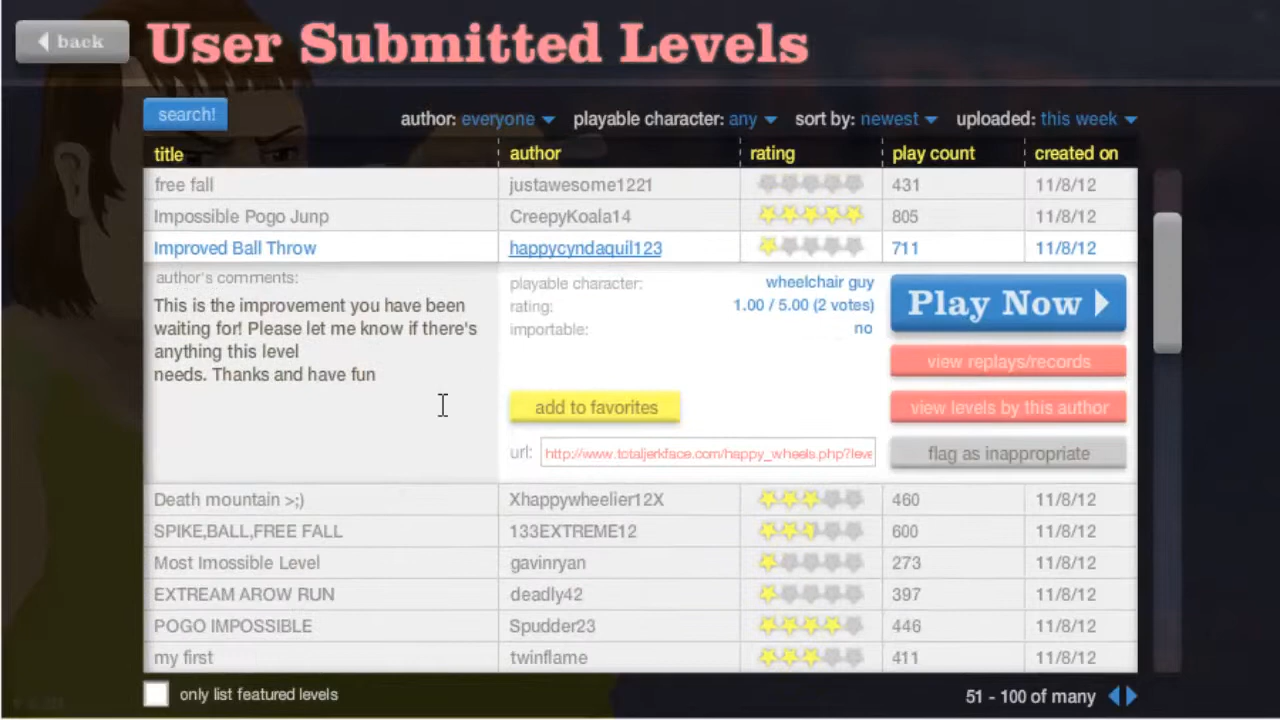 back
User Submitted Levels
search!
author: everyone playable character: any sort by: newest uploaded: this week
title author rating play count created on
free fall justawesome1221 431 11/8/12
Impossible Pogo Junp CreepyKoala14 805 11/8/12
Improved Ball Throw happycyndaquil123 711 11/8/12
author's comments:
This is the improvement you have been
waiting for! Please let me know if there's
anything this level
needs. Thanks and have fun
playable character: wheelchair guy
rating: 1.00 / 5.00 (2 votes)
importable: no
add to favorites
url: http://www.totaljerkface.com/happy_wheels.php?leve
Play Now
view replays/records
view levels by this author
flag as inappropriate
Death mountain >;) Xhappywheelier12X 460 11/8/12
SPIKE,BALL,FREE FALL 133EXTREME12 600 11/8/12
Most Imossible Level gavinryan 273 11/8/12
EXTREAM AROW RUN deadly42 397 11/8/12
POGO IMPOSSIBLE Spudder23 446 11/8/12
my first twinflame 411 11/8/12
only list featured levels
51 - 100 of many